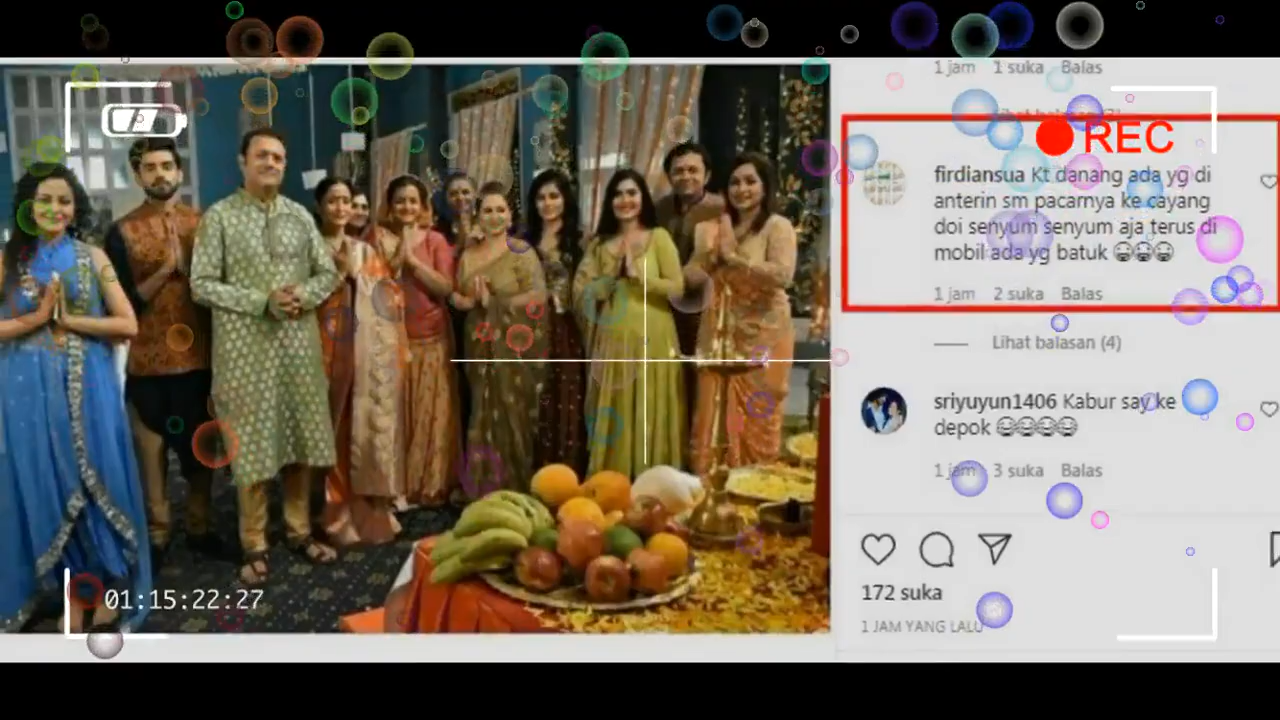 1 jam 1 suka Balas
REC
firdiansua Kt danang ada yg di
anterin sm pacarnya ke cayang
doi senyum senyum aja terus di
mobil ada yg batuk 😂😂😂
1 jam 2 suka Balas
Lihat balasan (4)
sriyuyun1406 Kabur say ke
depok 😂😂😂😂
1 jam 3 suka Balas
172 suka
1 JAM YANG LALU
01:15:22:27